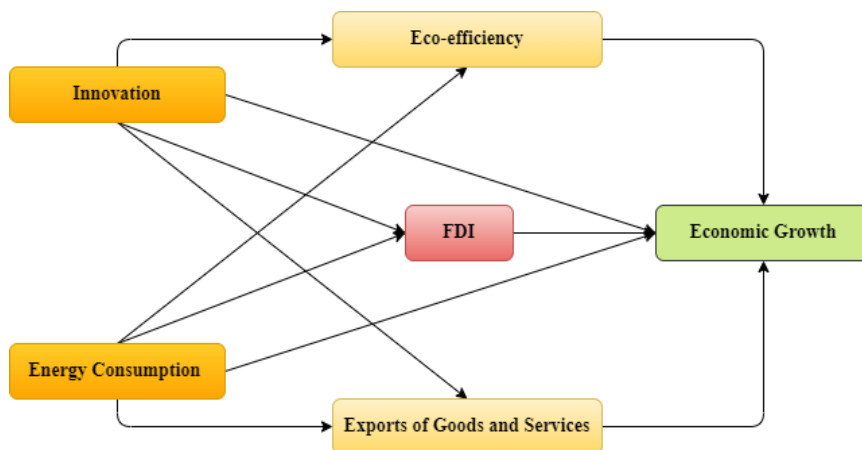 Eco-efficiency
Innovation
FDI
Economic Growth
Energy Consumption
Exports of Goods and Services